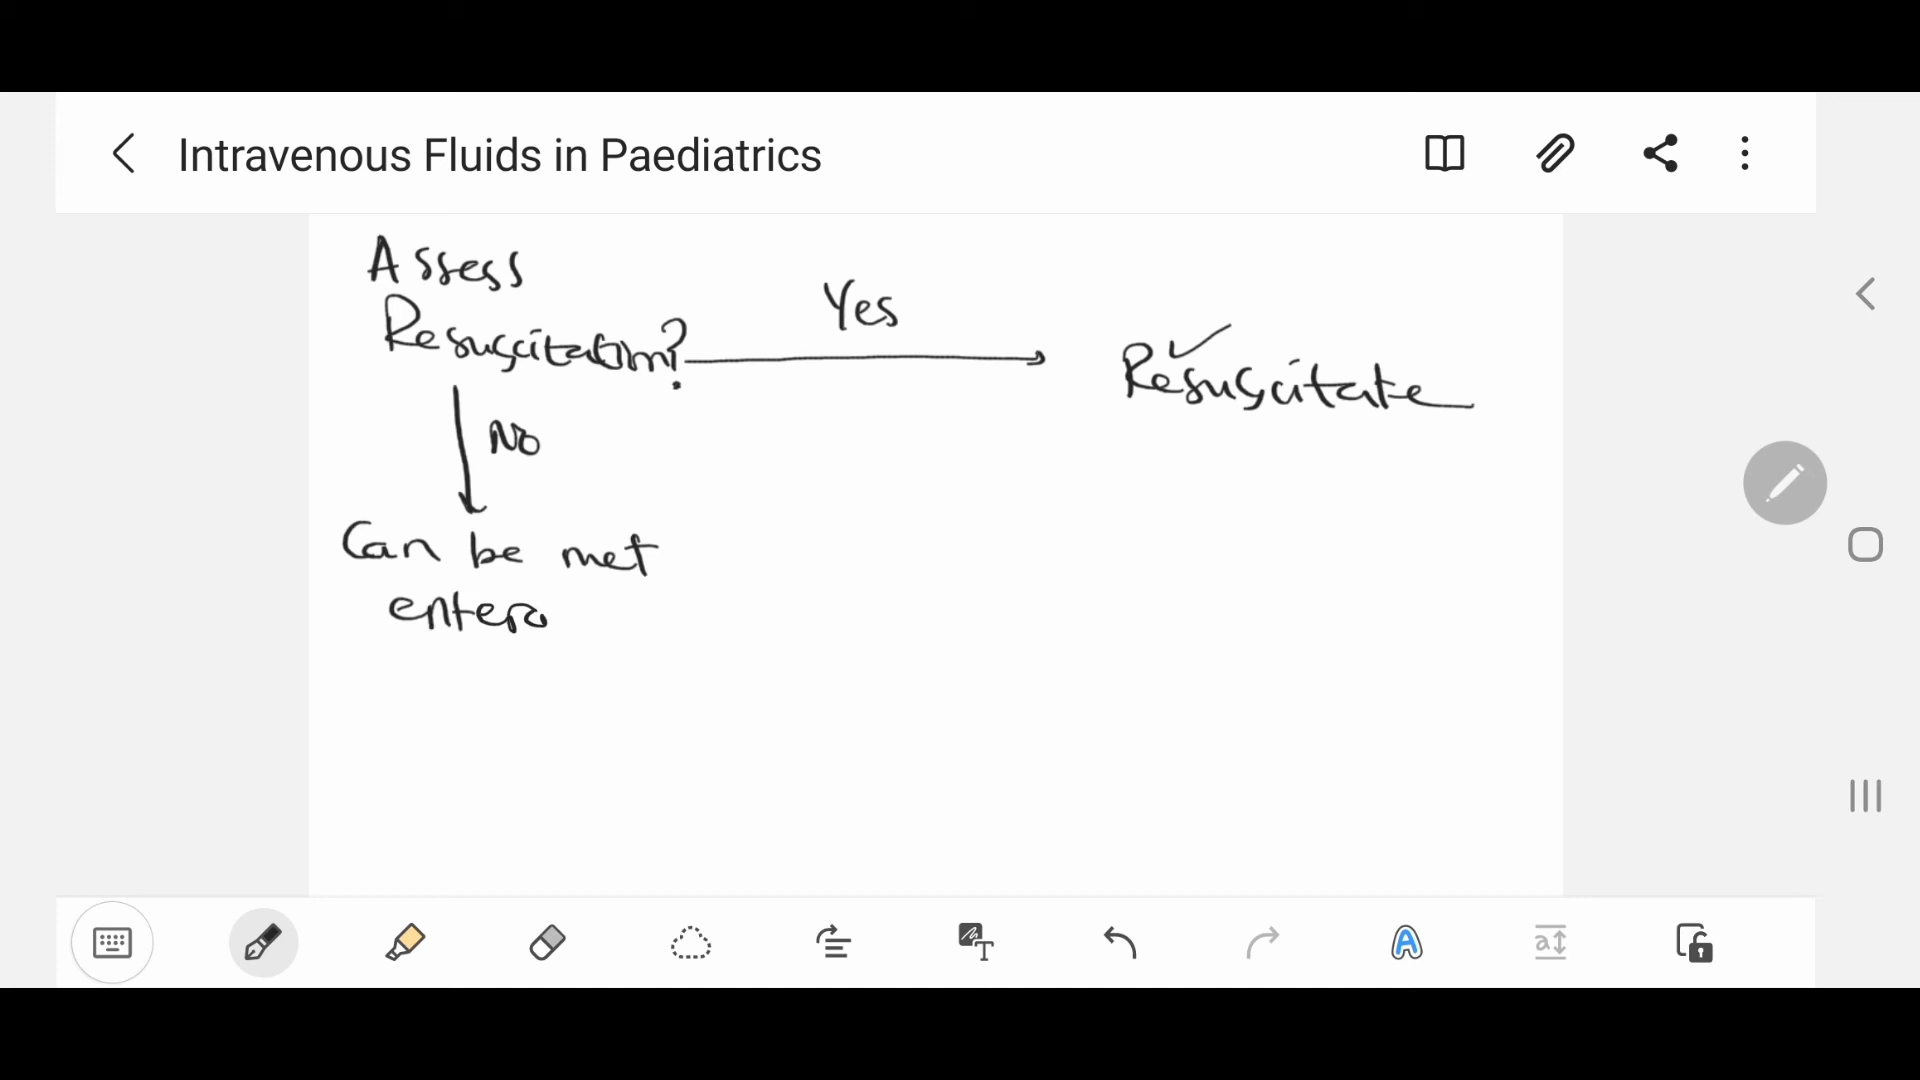 Intravenous Fluids in Paediatrics
Assess
Resuscitation?
Yes
Resuscitate
No
Can be met
entera